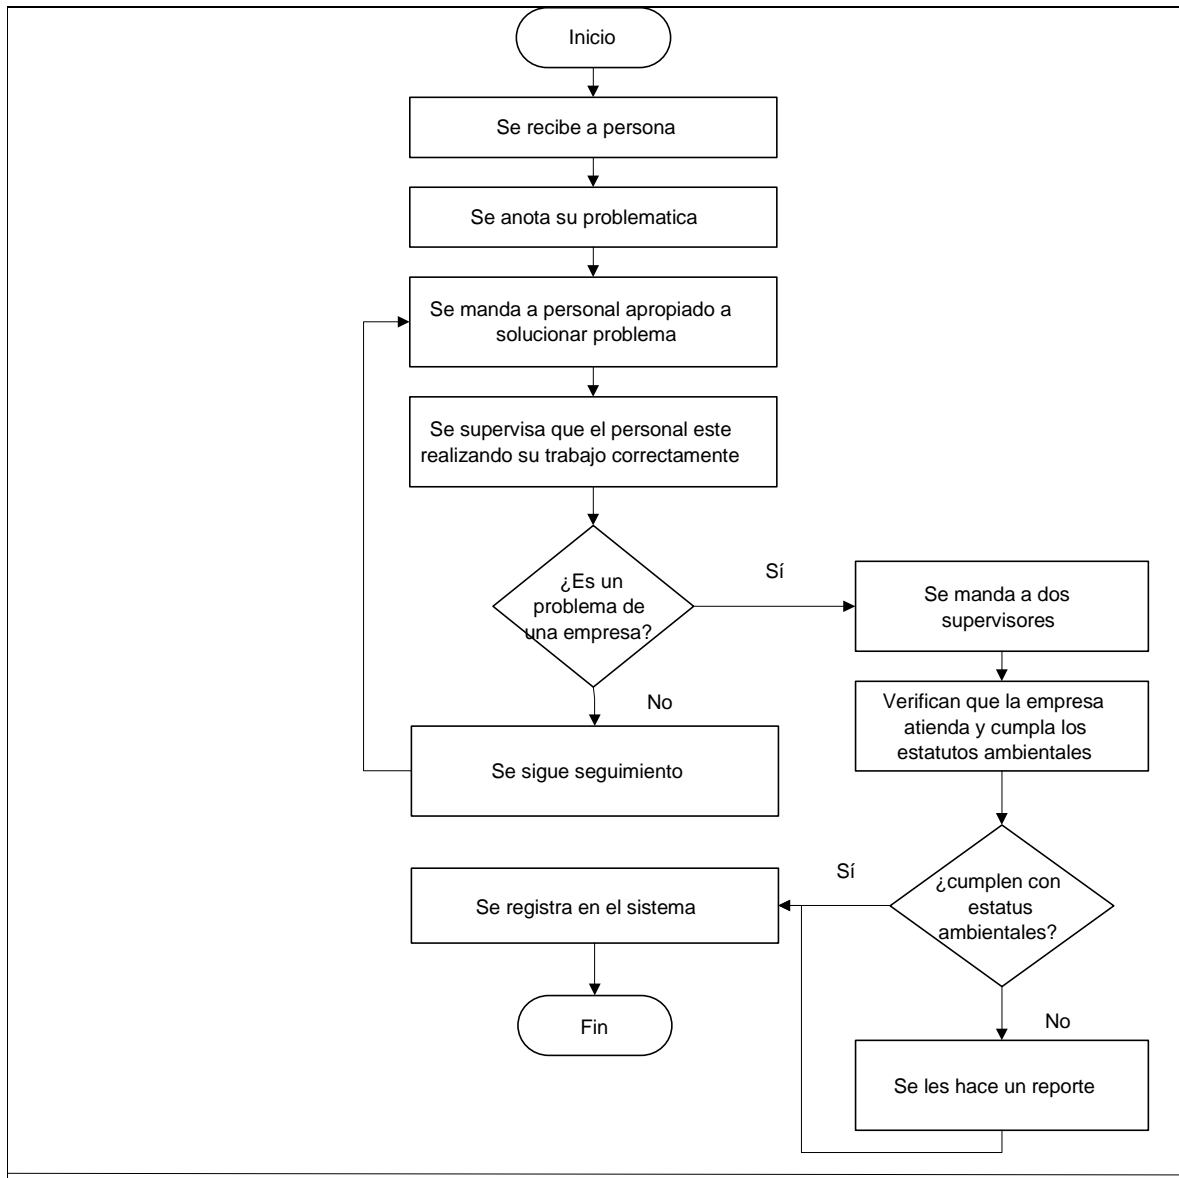 Inicio
Se recibe a persona
Se anota su problematica
Se manda a personal apropiado a
solucionar problema
Se supervisa que el personal este
realizando su trabajo correctamente
¿Es un
problema de
una empresa?
Sí
Se manda a dos
supervisores
No
Verifican que la empresa
atienda y cumpla los
estatutos ambientales
Se sigue seguimiento
Sí
¿cumplen con
estatus
ambientales?
Se registra en el sistema
No
Fin
Se les hace un reporte